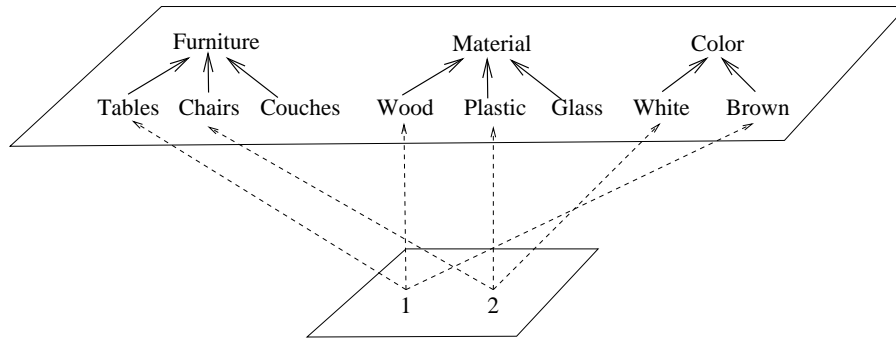 Furniture Material Color
Tables Chairs Couches Wood Plastic Glass White Brown
1 2